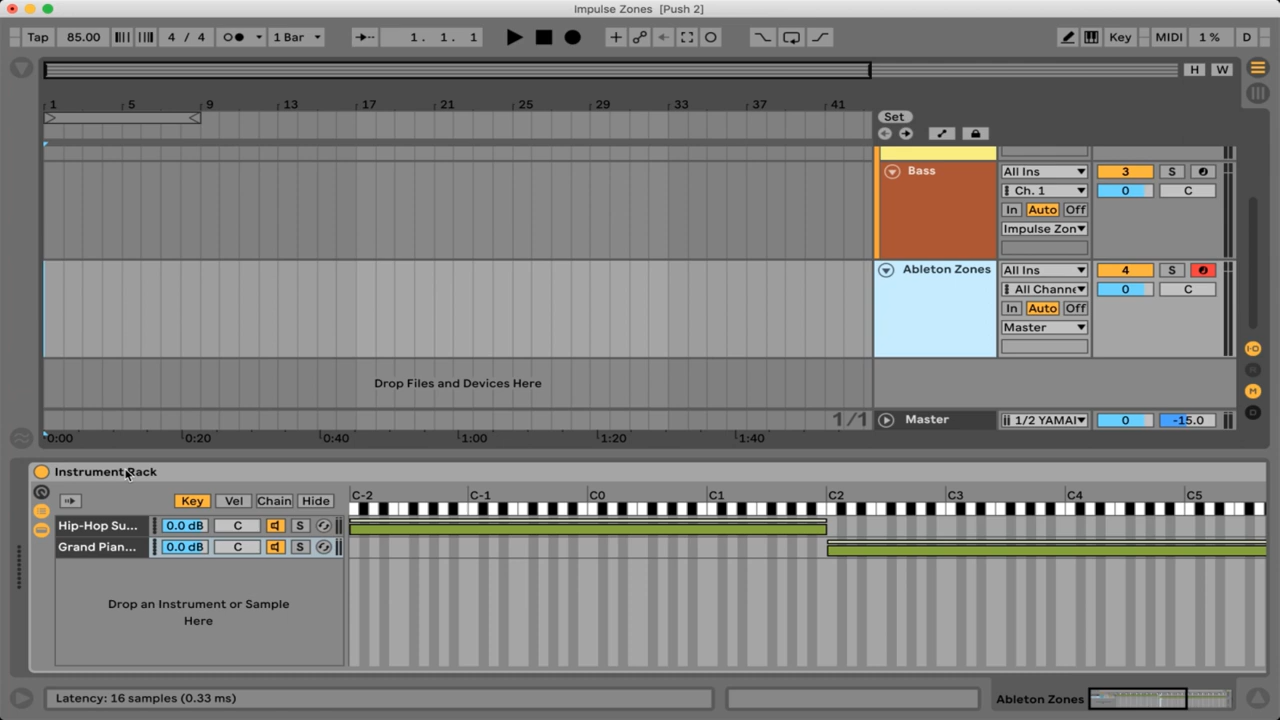 Impulse Zones [Push 2]
Tap 85.00 4 / 4 1 Bar 1. 1. 1 Key MIDI 1 % D
H W
1 5 9 13 17 21 25 29 33 37 41
Set
Bass All Ins 3 S
Ch. 1 0 C
In Auto Off
Impulse Zon
Ableton Zones All Ins 4 S
All Channe 0 C
In Auto Off
Master
Drop Files and Devices Here
1/1 Master 1/2 YAMAI 0 -15.0
0:00 0:20 0:40 1:00 1:20 1:40
Instrument Rack
Key Vel Chain Hide C-2 C-1 C0 C1 C2 C3 C4 C5
Hip-Hop Su... 0.0 dB C S
Grand Pian... 0.0 dB C S
Drop an Instrument or Sample
Here
Latency: 16 samples (0.33 ms) Ableton Zones